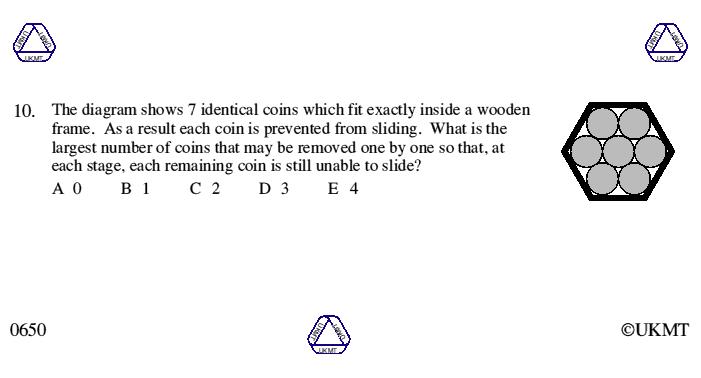 UKMT UKMT UKMT
UKMT UKMT UKMT
10. The diagram shows 7 identical coins which fit exactly inside a wooden
frame. As a result each coin is prevented from sliding. What is the
largest number of coins that may be removed one by one so that, at
each stage, each remaining coin is still unable to slide?
A 0 B 1 C 2 D 3 E 4
0650
UKMT UKMT UKMT
©UKMT